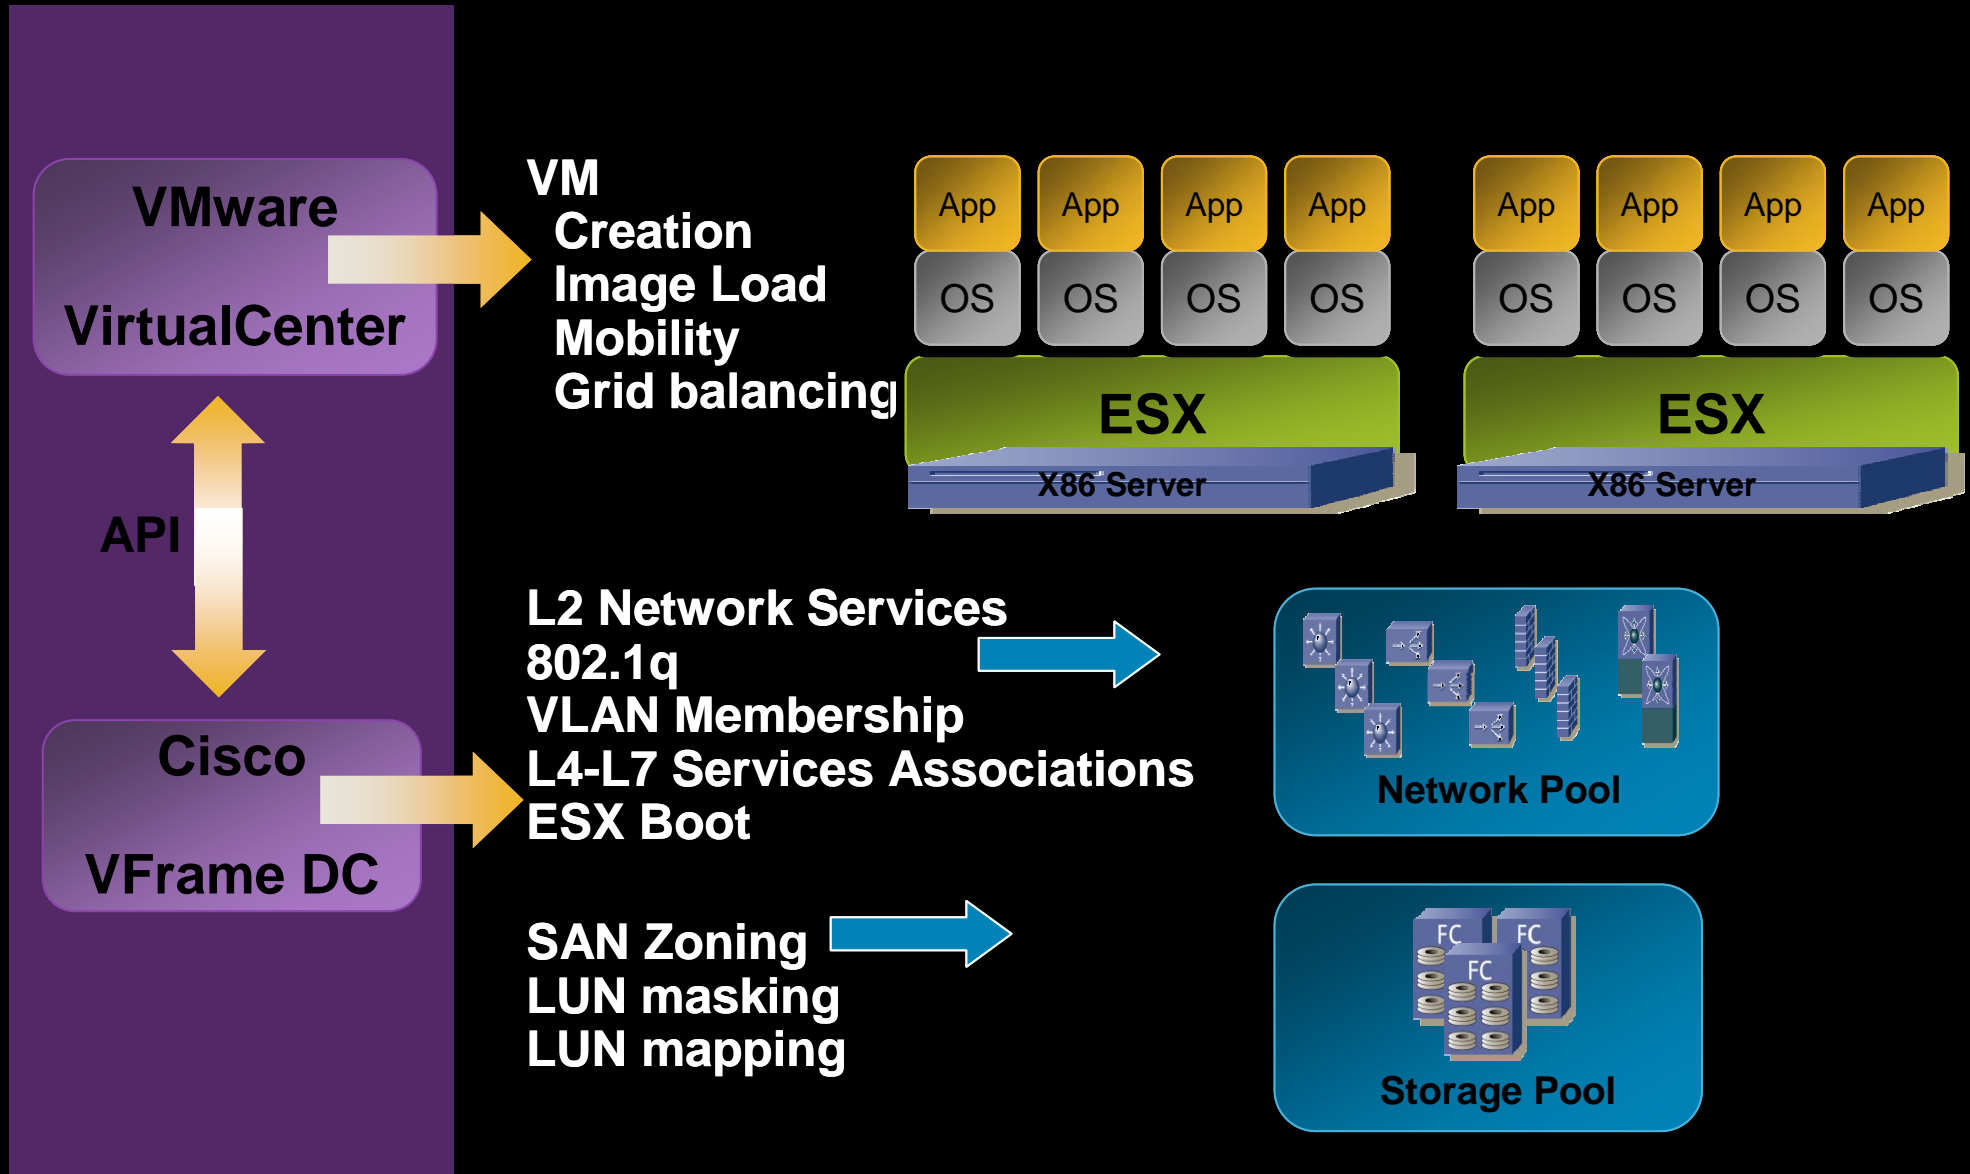 VMware
VirtualCenter
API
Cisco
VFrame DC
VM
Creation
Image Load
Mobility
Grid balancing
App App App App
OS OS OS OS
ESX
X86 Server
App App App App
OS OS OS OS
ESX
X86 Server
L2 Network Services
802.1q
VLAN Membership
L4-L7 Services Associations
ESX Boot
Network Pool
SAN Zoning
LUN masking
LUN mapping
FC FC
FC
Storage Pool